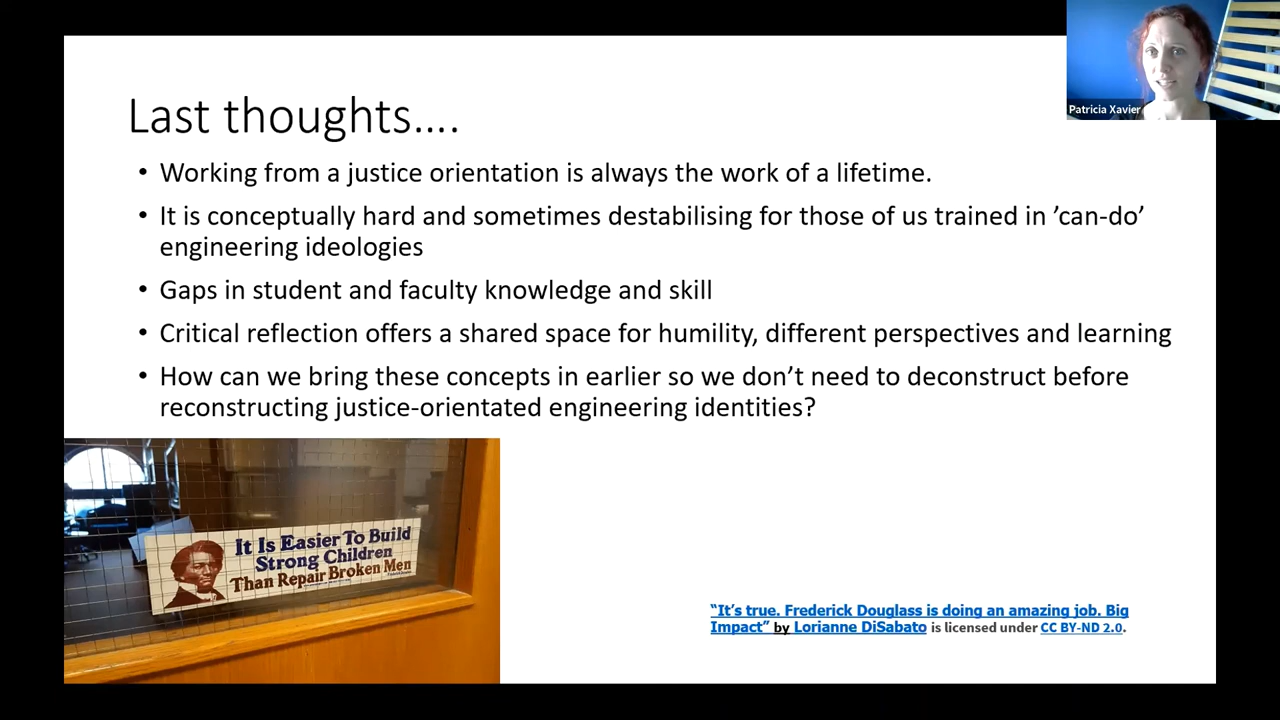 Patricia Xavier
Last thoughts....
• Working from a justice orientation is always the work of a lifetime.
• It is conceptually hard and sometimes destabilising for those of us trained in ’can-do’
engineering ideologies
• Gaps in student and faculty knowledge and skill
• Critical reflection offers a shared space for humility, different perspectives and learning
• How can we bring these concepts in earlier so we don’t need to deconstruct before
reconstructing justice-orientated engineering identities?
It Is Easier To Build
Strong Children
Than Repair Broken Men
“It’s true. Frederick Douglass is doing an amazing job. Big
Impact” by Lorianne DiSabato is licensed under CC BY-ND 2.0.